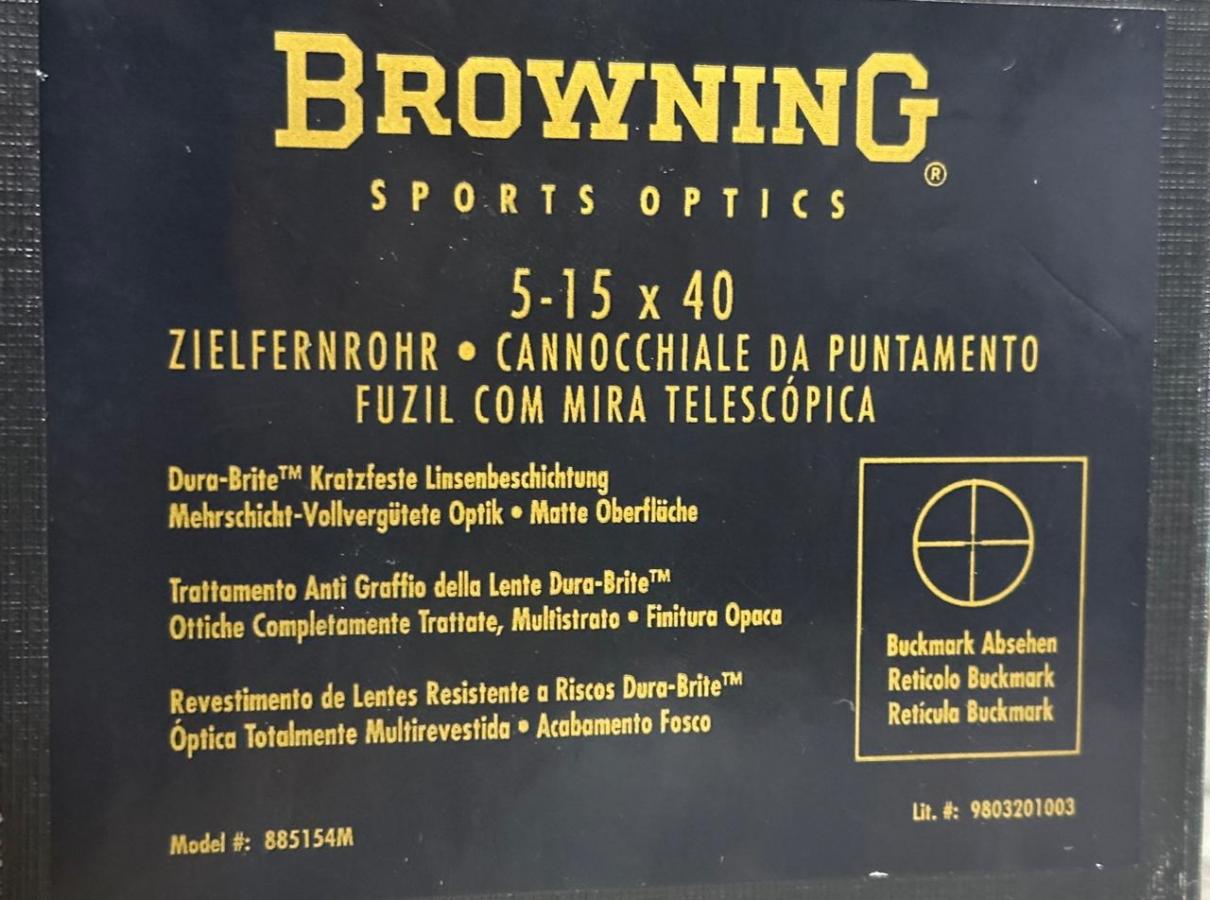 BROWNING®
SPORTS OPTICS
5-15 x 40
ZIELFERNROHR • CANNOCCHIALE DA PUNTAMENTO
FUZIL COM MIRA TELESCÓPICA
Dura-Brite™ Kratzfeste Linsenbeschichtung
Mehrschicht-Vollvergütete Optik • Matte Oberfläche
Trattamento Anti Graffio della Lente Dura-Brite™
Ottiche Completamente Trattate, Multistrato • Finitura Opaca
Revestimento de Lentes Resistente a Riscos Dura-Brite™
Óptica Totalmente Multirevestida • Acabamento Fosco
Buckmark Absehen
Reticolo Buckmark
Retícula Buckmark
Lit. #: 9803201003
Model #: 885154M